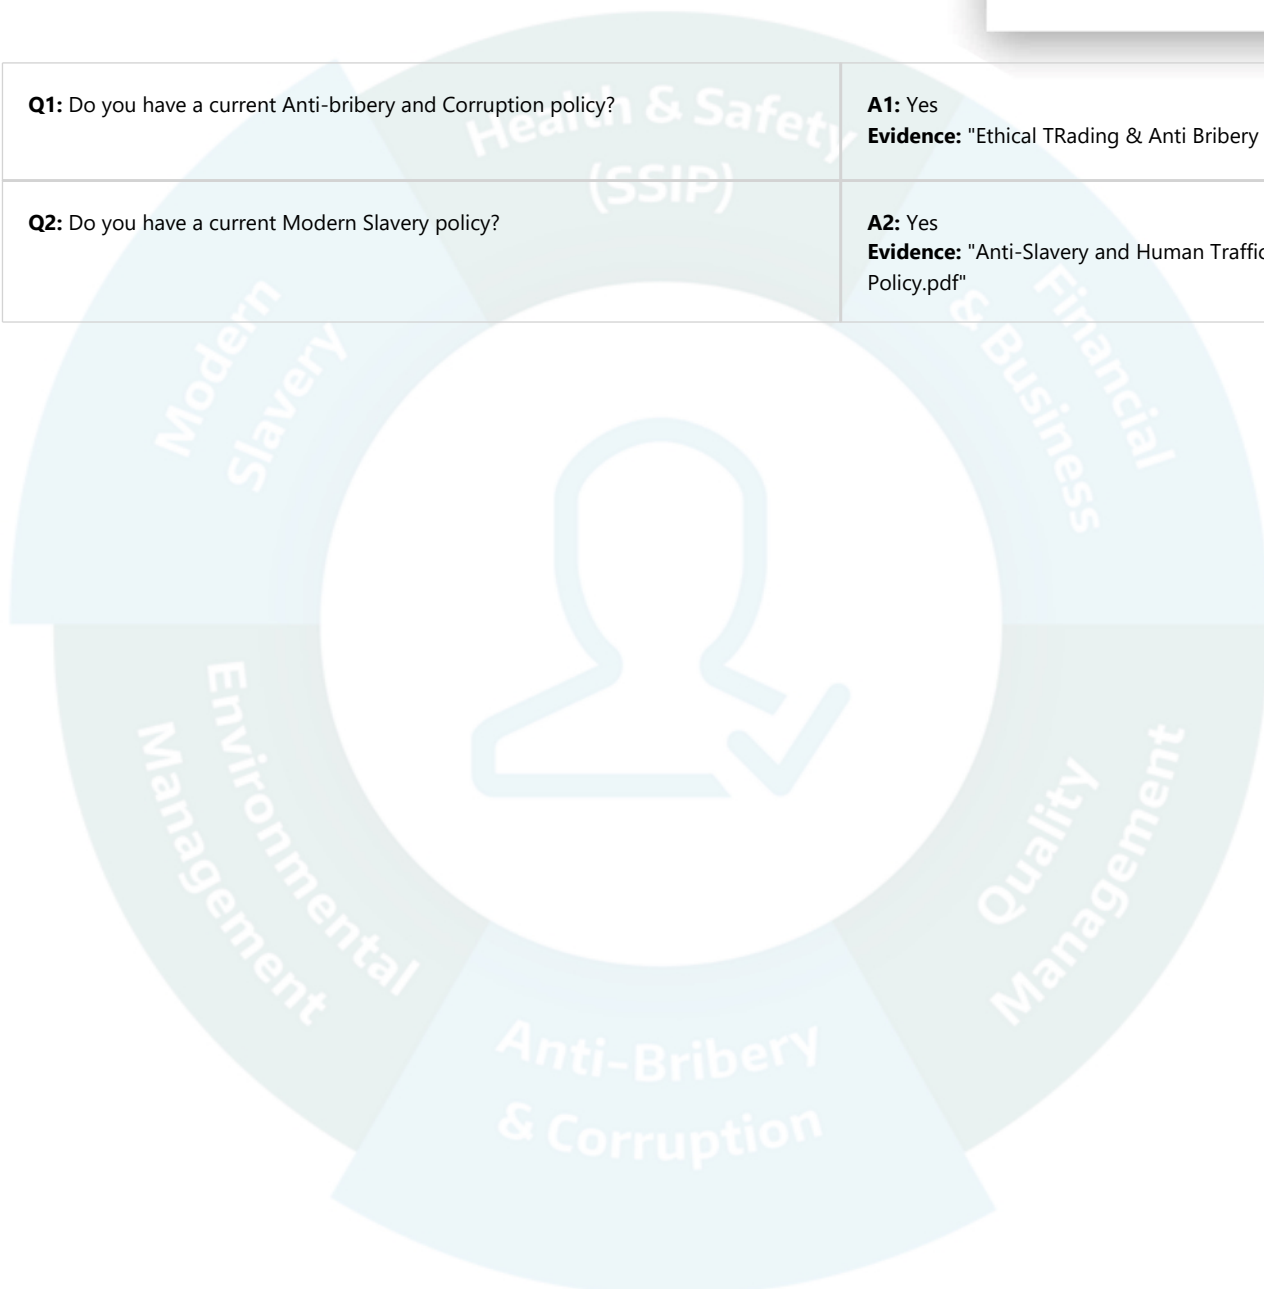 Q1: Do you have a current Anti-bribery and Corruption policy?
A1: Yes
Evidence: "Ethical TRading & Anti Bribery
Q2: Do you have a current Modern Slavery policy?
A2: Yes
Evidence: "Anti-Slavery and Human Traffic
Policy.pdf"
Health & Safety
(SSIP)
Financial
& Business
Quality
Management
Anti-Bribery
& Corruption
Environmental
Management
Modern
Slavery